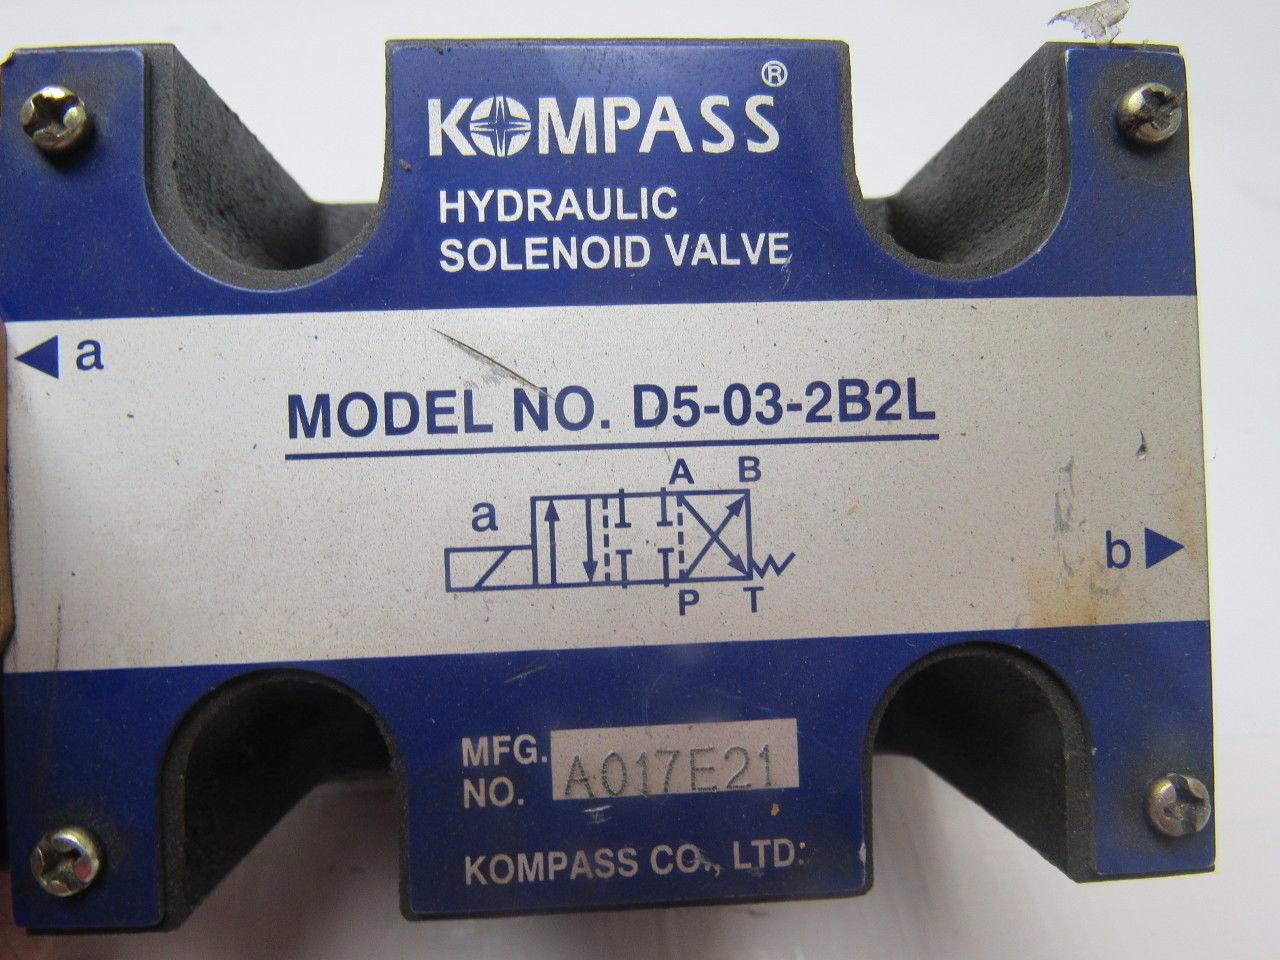 KOMPASS®
HYDRAULIC
SOLENOID VALVE
a
MODEL NO. D5-03-2B2L
A B
a
b
P T
MFG.
NO. A017E21
KOMPASS CO., LTD.